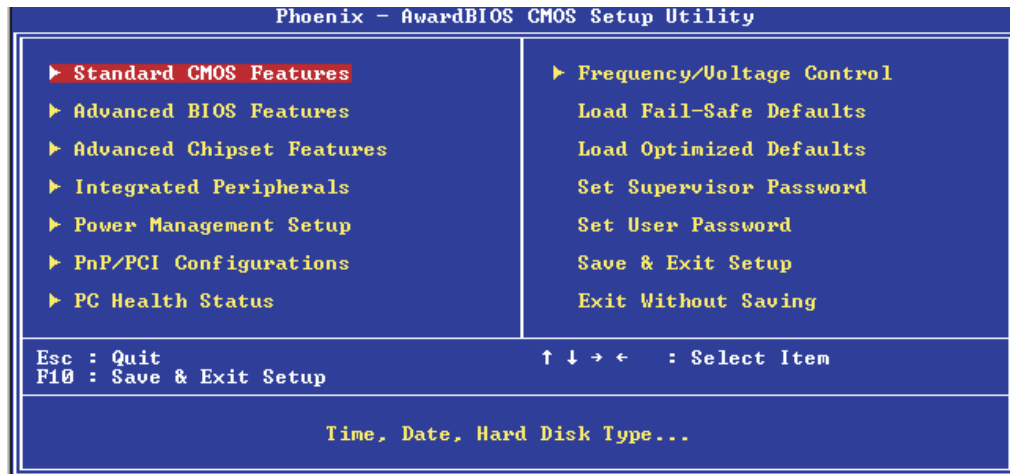 Phoenix - AwardBIOS CMOS Setup Utility
Standard CMOS Features
Advanced BIOS Features
Advanced Chipset Features
Integrated Peripherals
Power Management Setup
PnP/PCI Configurations
PC Health Status
Frequency/Voltage Control
Load Fail-Safe Defaults
Load Optimized Defaults
Set Supervisor Password
Set User Password
Save & Exit Setup
Exit Without Saving
Esc : Quit
F10 : Save & Exit Setup
↑ ↓ → ← : Select Item
Time, Date, Hard Disk Type...